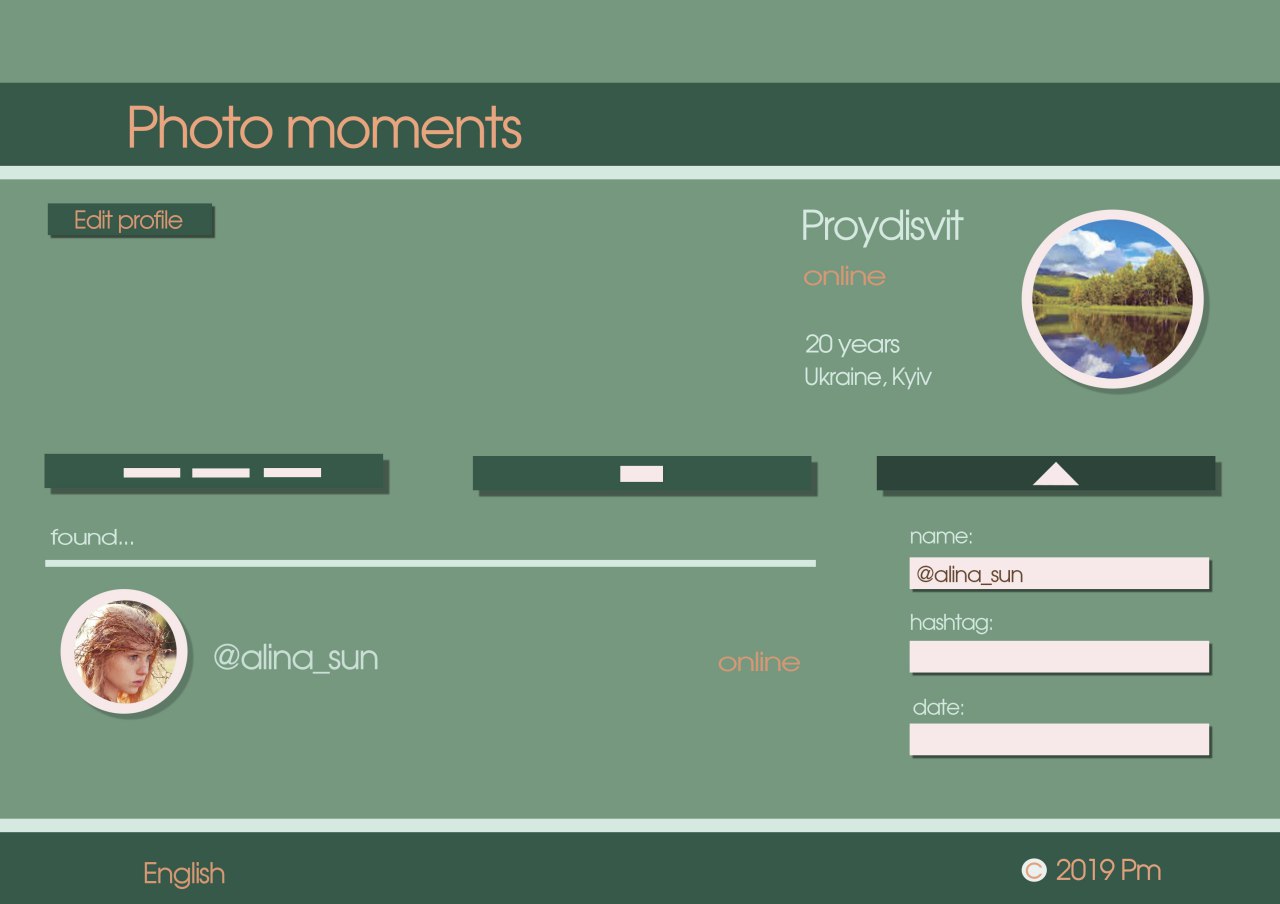 Photo moments
Edit profile
Proydisvit
online
20 years
Ukraine, Kyiv
found...
@alina_sun
online
name:
@alina_sun
hashtag:
date:
English
© 2019 Pm